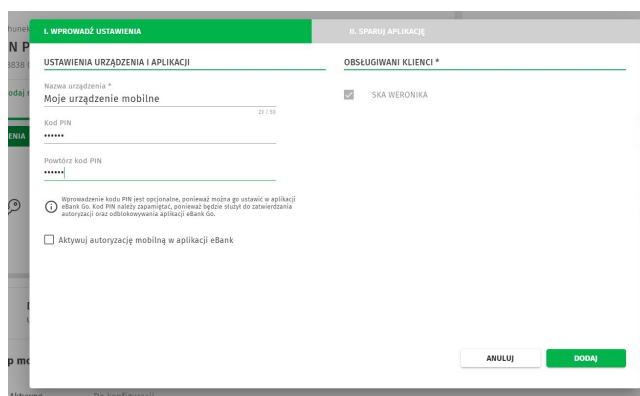 I. WPROWADŹ USTAWIENIA
II. SPARUJ APLIKACJĘ
USTAWIENIA URZĄDZENIA I APLIKACJI
OBSŁUGIWANI KLIENCI *
Nazwa urządzenia *
Moje urządzenie mobilne
23 / 50
SKA WERONIKA
Kod PIN
••••••
Powtórz kod PIN
••••••
Wprowadzenie kodu PIN jest opcjonalne, ponieważ można go ustawić w aplikacji
eBank Go. Kod PIN należy zapamiętać, ponieważ będzie służył do zatwierdzania
autoryzacji oraz odblokowywania aplikacji eBank Go.
Aktywuj autoryzację mobilną w aplikacji eBank
ANULUJ
DODAJ